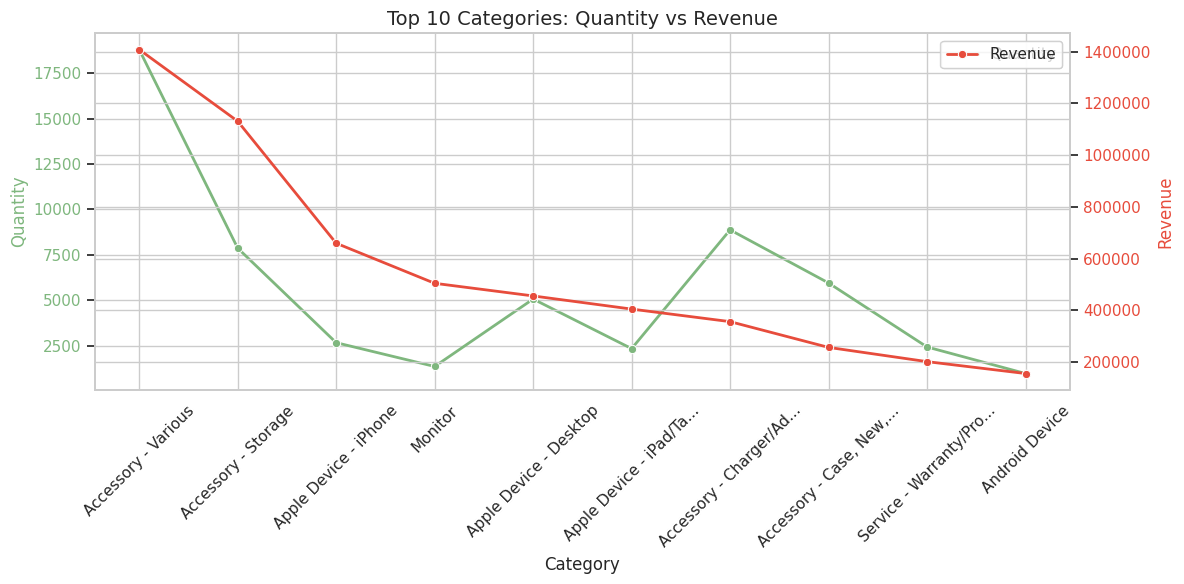 Top 10 Categories: Quantity vs Revenue
Revenue
17500
15000
12500
10000
7500
5000
2500
Quantity
1400000
1200000
1000000
800000
600000
400000
200000
Revenue
Accessory - Various
Accessory - Storage
Apple Device - iPhone
Monitor
Apple Device - Desktop
Apple Device - iPad/Ta...
Accessory - Charger/Ad...
Accessory - Case, New,...
Service - Warranty/Pro...
Android Device
Category